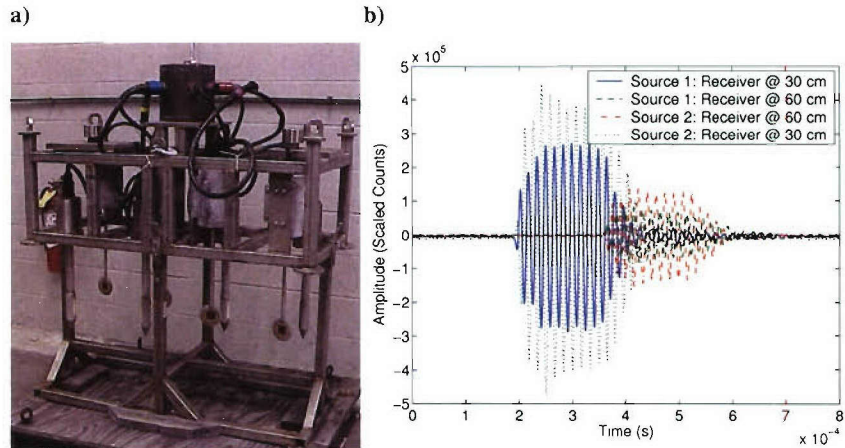 a)
b)
× 10⁵
5
4
3
2
1
0
−1
−2
−3
−4
−5
Amplitude (Scaled Counts)
Source 1: Receiver @ 30 cm
Source 1: Receiver @ 60 cm
Source 2: Receiver @ 60 cm
Source 2: Receiver @ 30 cm
0 1 2 3 4 5 6 7 8
Time (s)
× 10⁻⁴